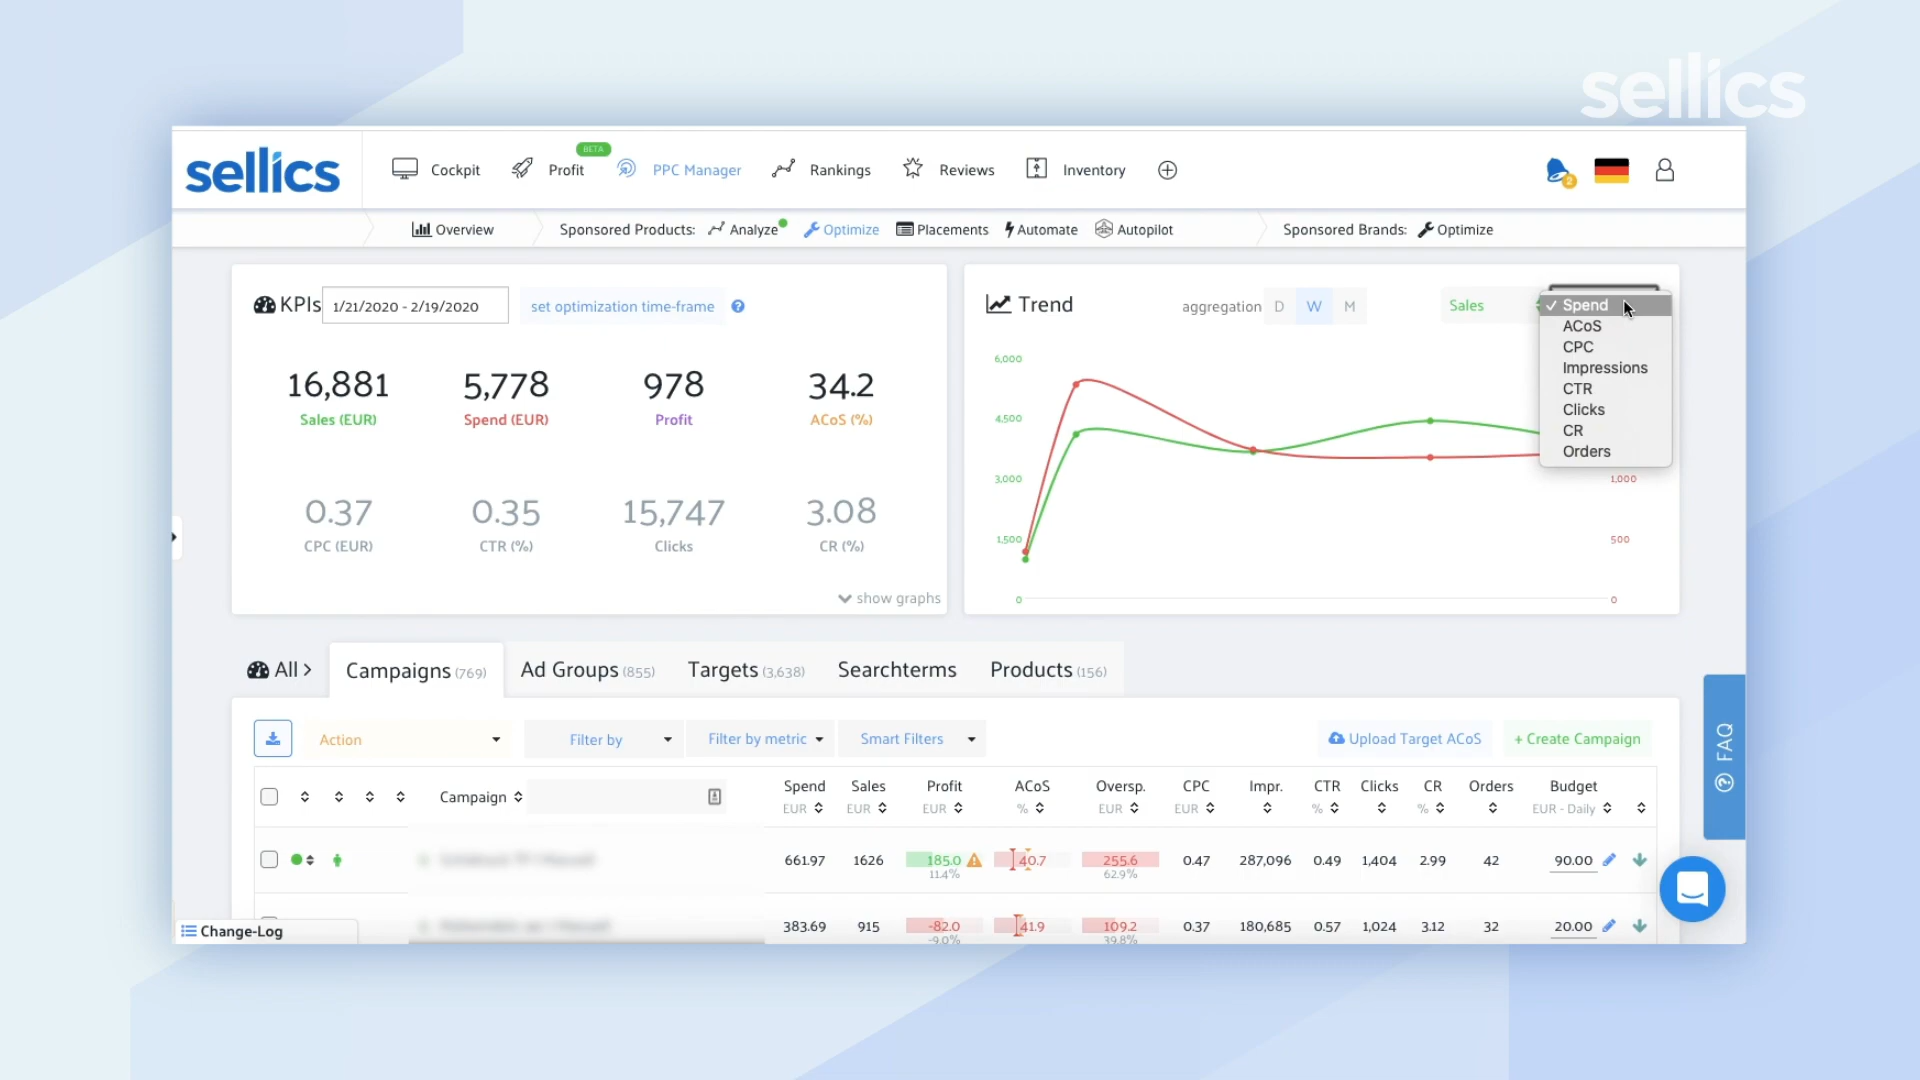 sellics
sellics
Cockpit
Profit
BETA
PPC Manager
Rankings
Reviews
Inventory
2
Overview
Sponsored Products:
Analyze
Optimize
Placements
Automate
Autopilot
Sponsored Brands:
Optimize
KPIs
1/21/2020 - 2/19/2020
set optimization time-frame
16,881
Sales (EUR)
5,778
Spend (EUR)
978
Profit
34.2
ACoS (%)
0.37
CPC (EUR)
0.35
CTR (%)
15,747
Clicks
3.08
CR (%)
show graphs
Trend
aggregation
D
W
M
Sales
Spend
ACoS
CPC
Impressions
CTR
Clicks
CR
Orders
6,000
4,500
3,000
1,500
0
1,000
500
0
All
Campaigns (769)
Ad Groups (855)
Targets (3,638)
Searchterms
Products (156)
Action
Filter by
Filter by metric
Smart Filters
Upload Target ACoS
+ Create Campaign
Campaign
Spend EUR
Sales EUR
Profit EUR
ACoS %
Oversp. EUR
CPC EUR
Impr.
CTR %
Clicks
CR %
Orders
Budget EUR - Daily
661.97 1626 185.0 40.7 255.6 0.47 287,096 0.49 1,404 2.99 42 90.00
11.4% 62.9%
383.69 915 -82.0 41.9 109.2 0.37 180,685 0.57 1,024 3.12 32 20.00
-9.0% 39.8%
Change-Log
FAQ